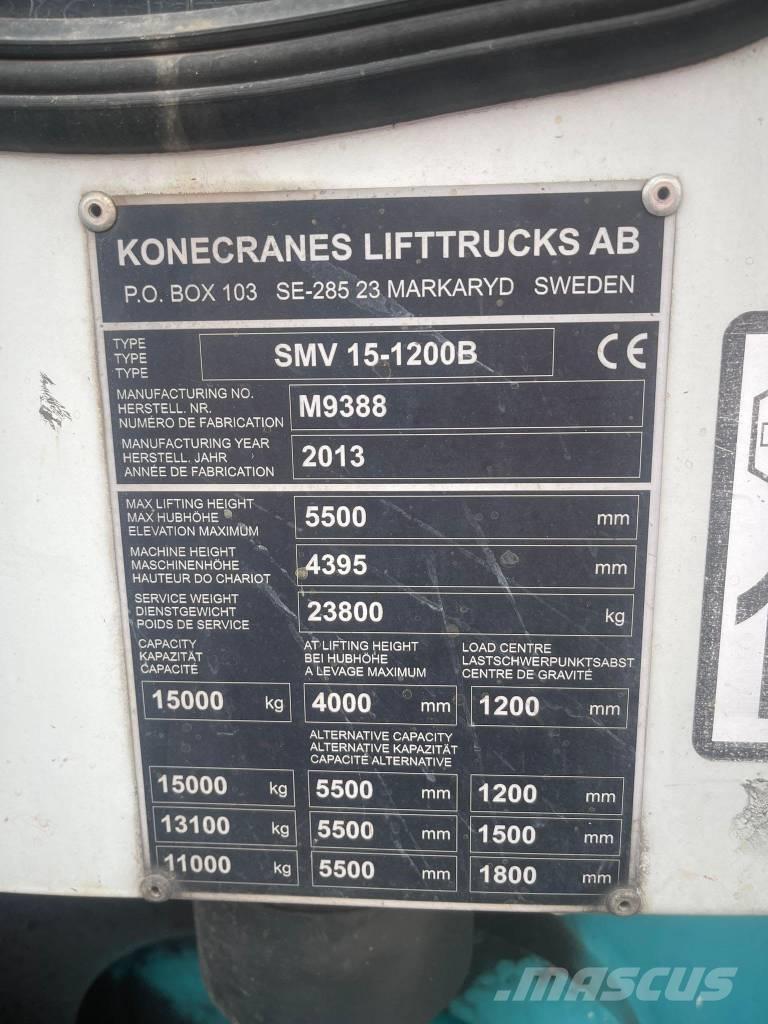 KONECRANES LIFTTRUCKS AB
P.O. BOX 103 SE-285 23 MARKARYD SWEDEN
TYPE
TYPE
TYPE
SMV 15-1200B
CE
MANUFACTURING NO.
HERSTELL. NR.
NUMÉRO DE FABRICATION
M9388
MANUFACTURING YEAR
HERSTELL. JAHR
ANNÉE DE FABRICATION
2013
MAX LIFTING HEIGHT
MAX HUBHÖHE
ELEVATION MAXIMUM
5500 mm
MACHINE HEIGHT
MASCHINENHÖHE
HAUTEUR DO CHARIOT
4395 mm
SERVICE WEIGHT
DIENSTGEWICHT
POIDS DE SERVICE
23800 kg
CAPACITY
KAPAZITÄT
CAPACITÉ
AT LIFTING HEIGHT
BEI HUBHÖHE
A LEVAGE MAXIMUM
LOAD CENTRE
LASTSCHWERPUNKTSABST
CENTRE DE GRAVITÉ
15000 kg 4000 mm 1200 mm
ALTERNATIVE CAPACITY
ALTERNATIVE KAPAZITÄT
CAPACITÉ ALTERNATIVE
15000 kg 5500 mm 1200 mm
13100 kg 5500 mm 1500 mm
11000 kg 5500 mm 1800 mm
MASCUS